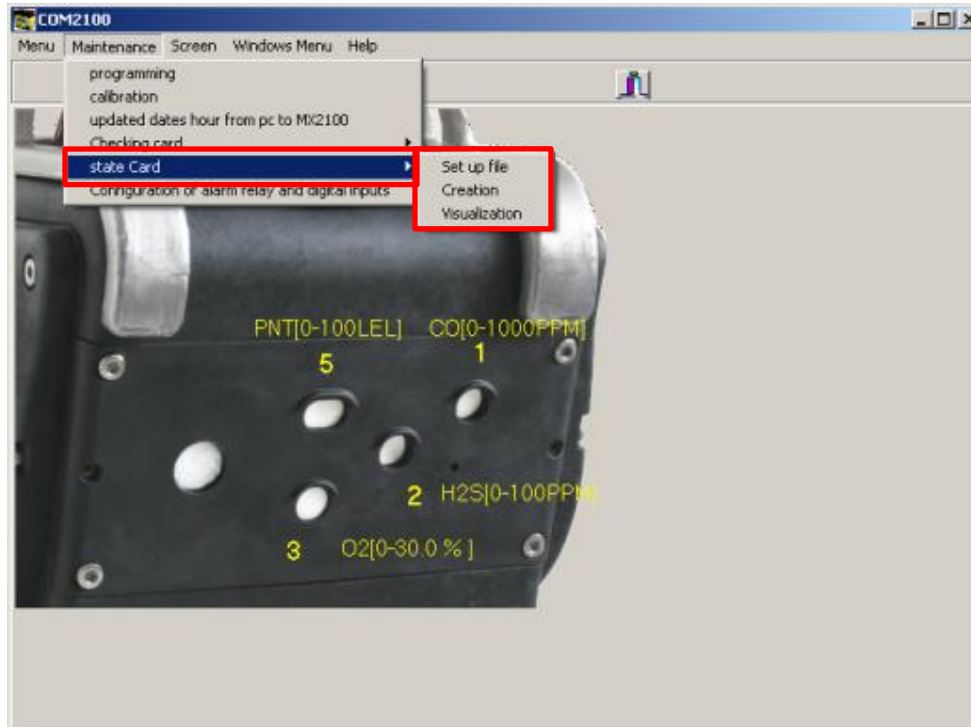 COM2100
Menu Maintenance Screen Windows Menu Help
programming
calibration
updated dates hour from pc to MX2100
Checking card
state Card
Set up file
Configuration of alarm relay and digital inputs
Creation
Visualization
PNT[0-100LEL] CO[0-1000PPM]
5 1
2 H2S[0-100PPM]
3 O2[0-30.0 % ]